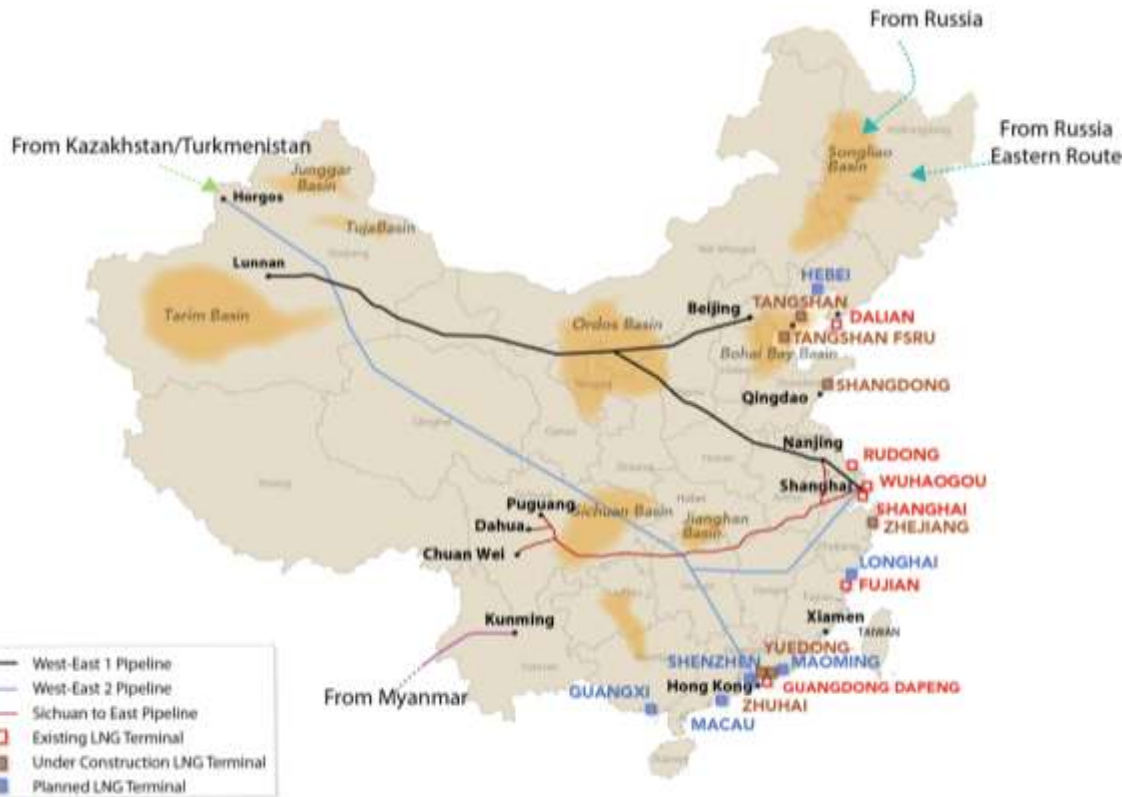 From Russia
From Russia
Eastern Route
From Kazakhstan/Turkmenistan
Junggar
Basin
Horgos
TujaBasin
Songliao
Basin
Lunnan
Tarim Basin
HEBEI
TANGSHAN
Beijing
DALIAN
Ordos Basin
TANGSHAN FSRU
Bohai Bay Basin
SHANGDONG
Qingdao
Nanjing
RUDONG
Shanghai
WUHAOGOU
SHANGHAI
ZHEJIANG
Puguang
Sichuan Basin
Jianghan
Basin
Dahua
Chuan Wei
LONGHAI
FUJIAN
Kunming
Xiamen
TAIWAN
YUEDONG
SHENZHEN
MAOMING
Hong Kong
GUANGDONG DAPENG
GUANGXI
ZHUHAI
MACAU
From Myanmar
West-East 1 Pipeline
West-East 2 Pipeline
Sichuan to East Pipeline
Existing LNG Terminal
Under Construction LNG Terminal
Planned LNG Terminal